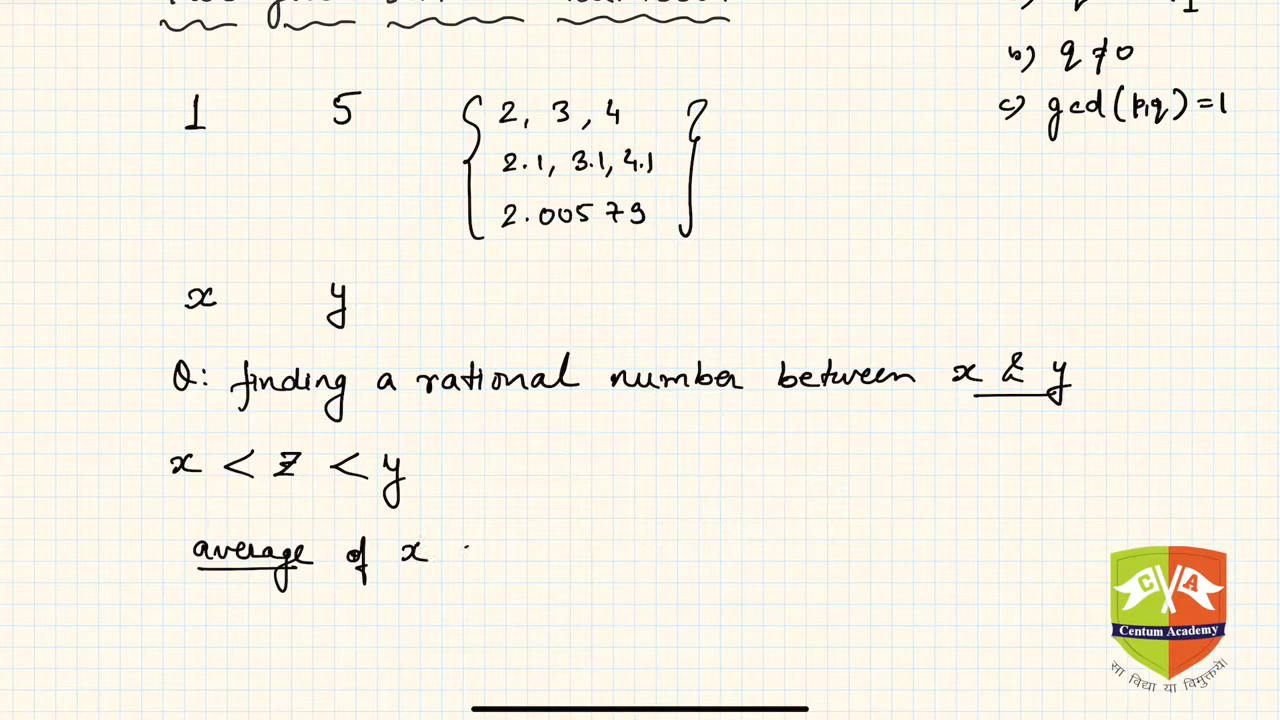 b) q ≠ 0
c) gcd(p,q) = 1
1 5 { 2, 3, 4
2.1, 3.1, 4.1
2.00579 }
x y
Q: finding a rational number between x & y
x < z < y
average of x
CA
Centum Academy
सा विद्या या विमुक्तये।